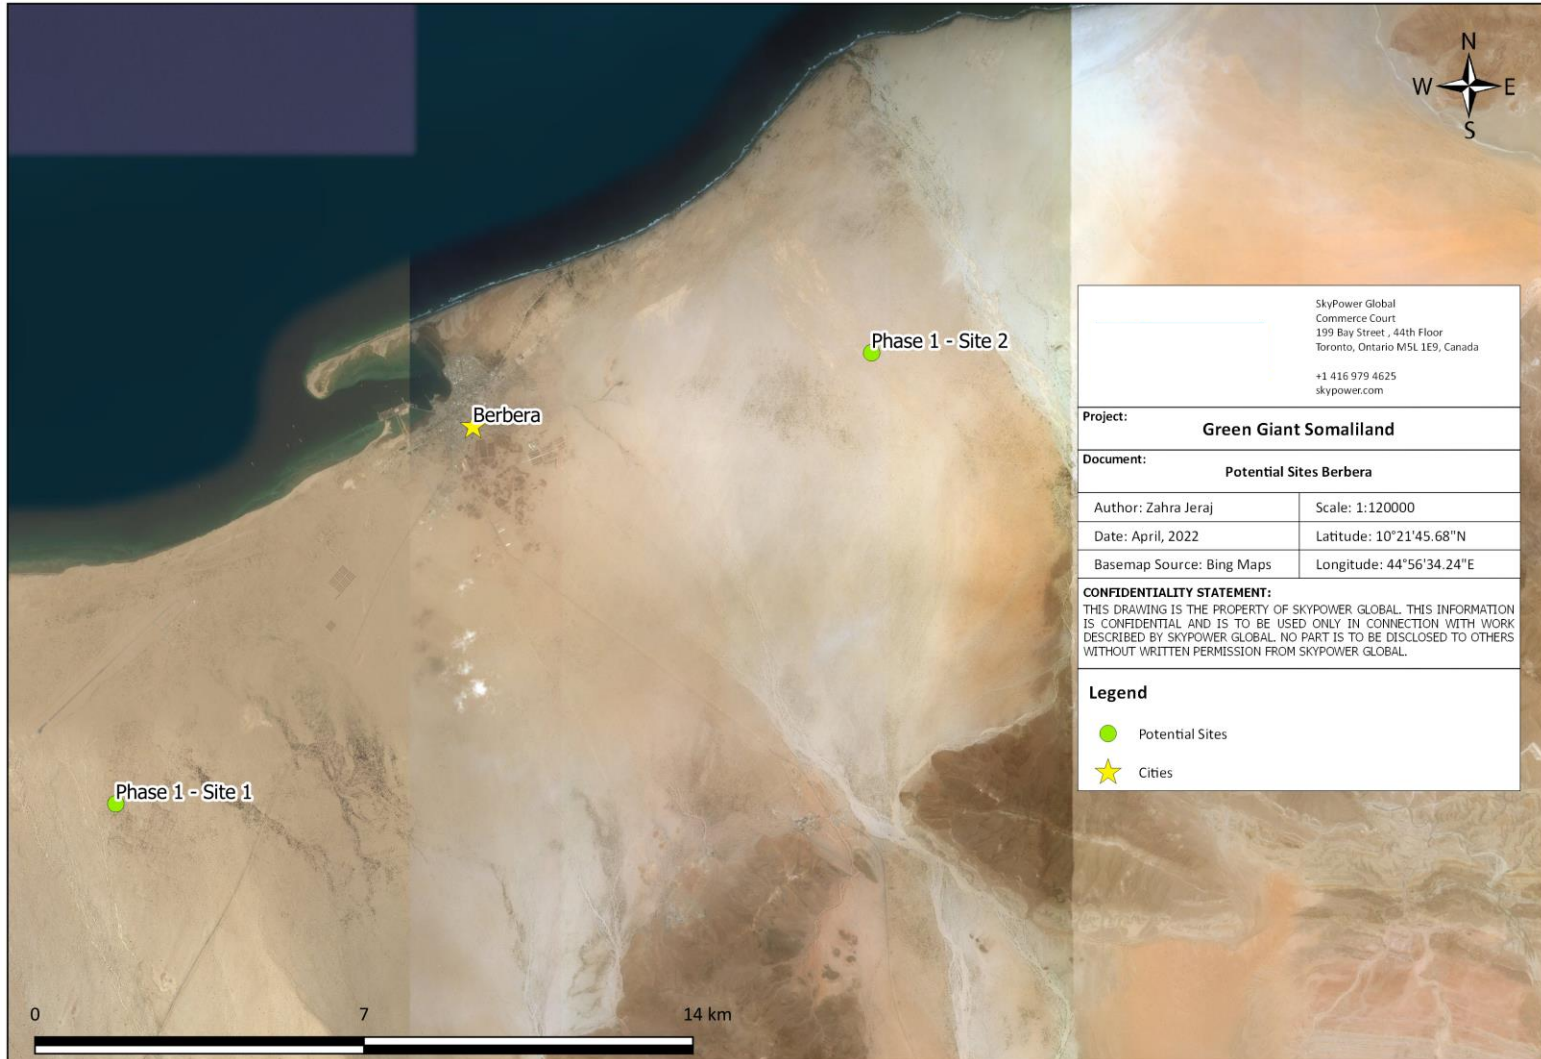 N
W E
S
SkyPower Global
Commerce Court
199 Bay Street , 44th Floor
Toronto, Ontario M5L 1E9, Canada
+1 416 979 4625
skypower.com
Project:
Green Giant Somaliland
Document:
Potential Sites Berbera
Author: Zahra Jeraj
Scale: 1:120000
Date: April, 2022
Latitude: 10°21'45.68"N
Basemap Source: Bing Maps
Longitude: 44°56'34.24"E
CONFIDENTIALITY STATEMENT:
THIS DRAWING IS THE PROPERTY OF SKYPOWER GLOBAL. THIS INFORMATION
IS CONFIDENTIAL AND IS TO BE USED ONLY IN CONNECTION WITH WORK
DESCRIBED BY SKYPOWER GLOBAL. NO PART IS TO BE DISCLOSED TO OTHERS
WITHOUT WRITTEN PERMISSION FROM SKYPOWER GLOBAL.
Legend
Potential Sites
Cities
Phase 1 - Site 2
Berbera
Phase 1 - Site 1
0 7 14 km